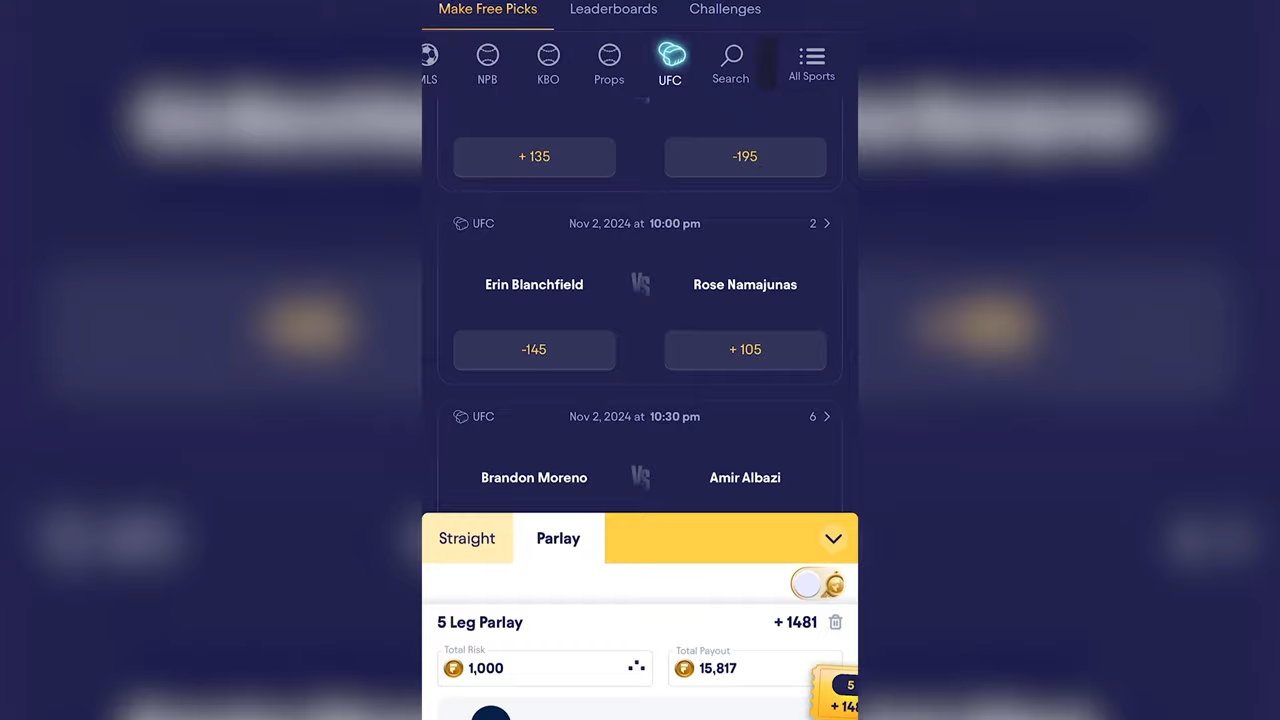 Make Free Picks Leaderboards Challenges
MLS NPB KBO Props UFC Search All Sports
+ 135 -195
UFC Nov 2, 2024 at 10:00 pm 2
Erin Blanchfield VS Rose Namajunas
-145 + 105
UFC Nov 2, 2024 at 10:30 pm 6
Brandon Moreno VS Amir Albazi
Straight Parlay
5 Leg Parlay + 1481
Total Risk Total Payout
1,000 15,817
5
+ 148